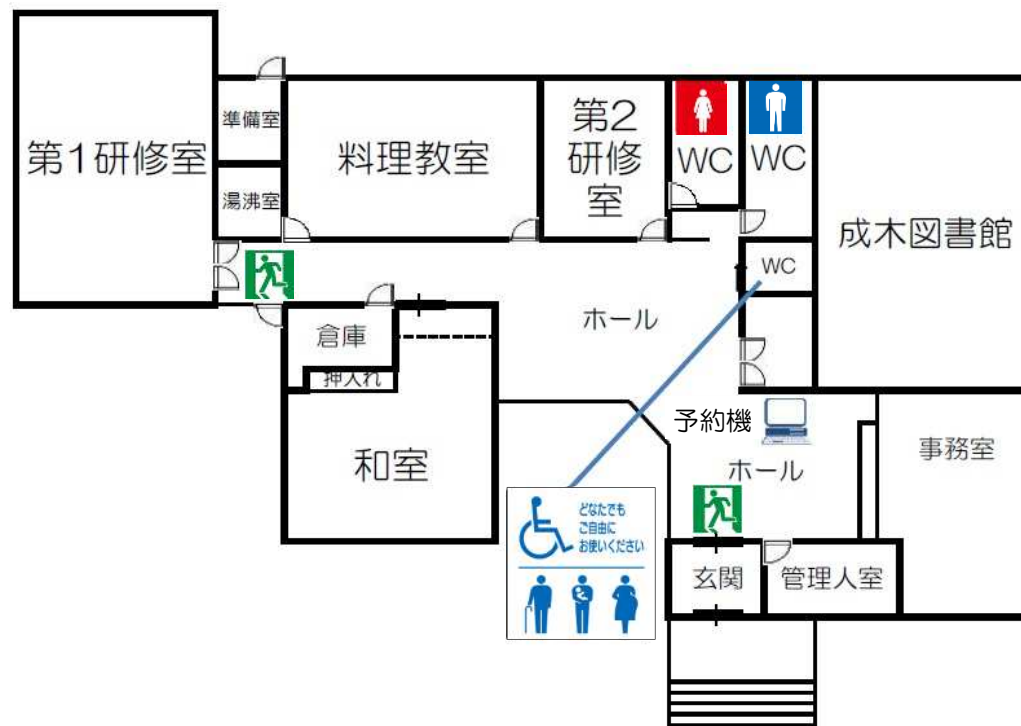 準備室
第1研修室
料理教室
第2
研修
室
WC
WC
湯沸室
成木図書館
WC
ホール
倉庫
押入れ
和室
予約機
ホール
事務室
どなたでも
ご自由に
お使いください
玄関
管理人室